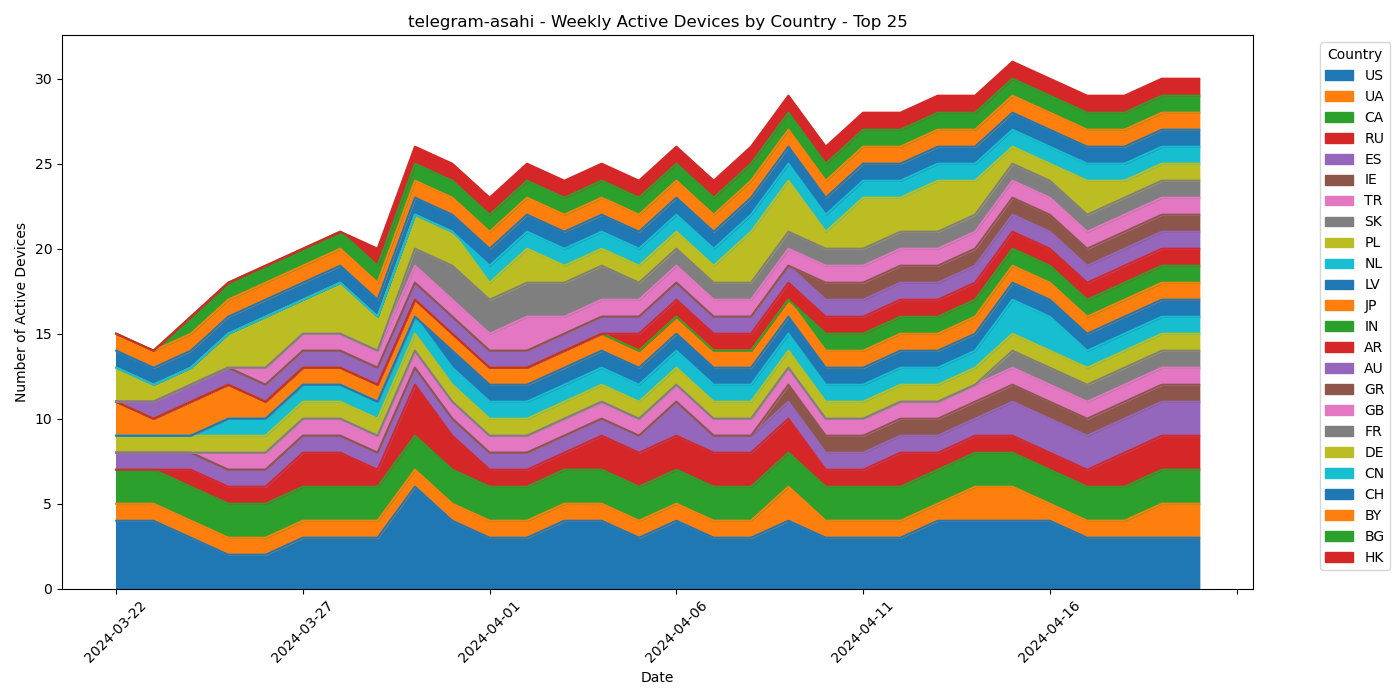 telegram-asahi - Weekly Active Devices by Country - Top 25
Number of Active Devices
30
25
20
15
10
5
0
2024-03-22
2024-03-27
2024-04-01
2024-04-06
2024-04-11
2024-04-16
Date
Country
US
UA
CA
RU
ES
IE
TR
SK
PL
NL
LV
JP
IN
AR
AU
GR
GB
FR
DE
CN
CH
BY
BG
HK